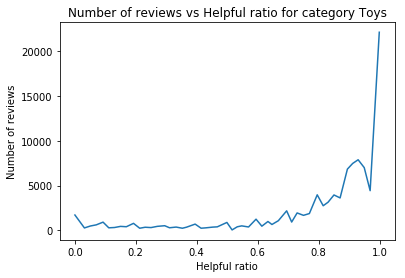 Number of reviews vs Helpful ratio for category Toys
Number of reviews
20000
15000
10000
5000
0
0.0 0.2 0.4 0.6 0.8 1.0
Helpful ratio